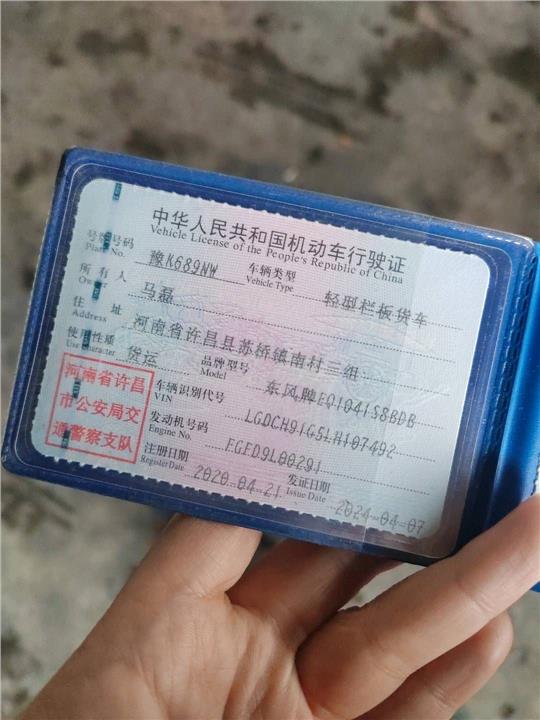 中华人民共和国机动车行驶证
Vehicle License of the People's Republic of China
号牌号码 豫K689NW 车辆类型 轻型栏板货车
Plate No. Vehicle Type
所有人 马磊
Owner
住址 河南省许昌县苏桥镇南村三组
Address
使用性质 货运 品牌型号 东风牌EQ1041S8BDB
Use Character Model
河南省许昌
市公安局交
通警察支队
车辆识别代号 LGDCH91G5LH107492
VIN
发动机号码 FGFD9L00291
Engine No.
注册日期 2020-04-21 发证日期 2024-04-07
Register Date Issue Date